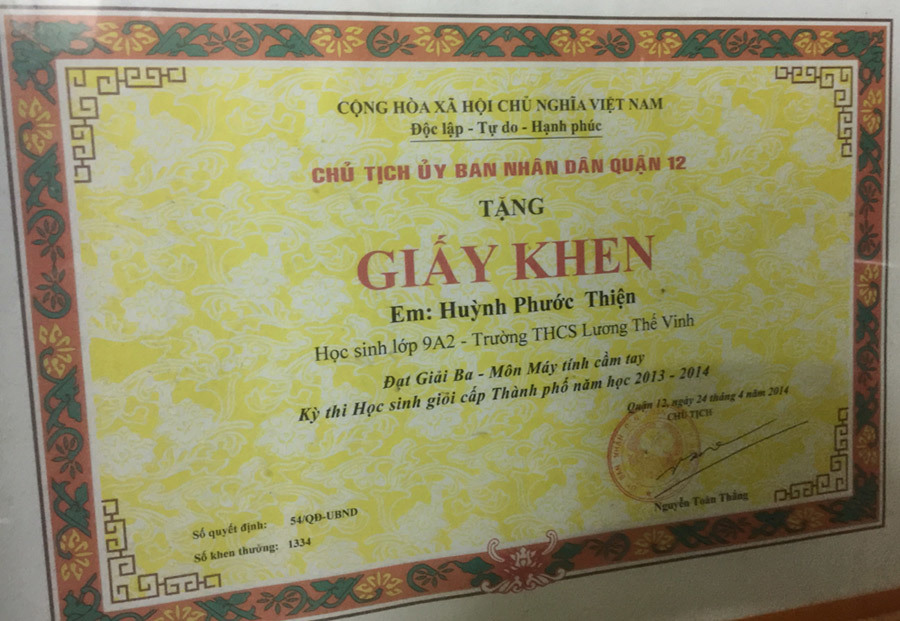 CỘNG HÒA XÃ HỘI CHỦ NGHĨA VIỆT NAM
Độc lập - Tự do - Hạnh phúc
CHỦ TỊCH ỦY BAN NHÂN DÂN QUẬN 12
TẶNG
GIẤY KHEN
Em: Huỳnh Phước Thiện
Học sinh lớp 9A2 - Trường THCS Lương Thế Vinh
Đạt Giải Ba - Môn Máy tính cầm tay
Kỳ thi Học sinh giỏi cấp Thành phố năm học 2013 - 2014
Quận 12, ngày 24 tháng 4 năm 2014
CHỦ TỊCH
Nguyễn Toàn Thắng
Số quyết định: 54/QĐ-UBND
Số khen thưởng: 1334